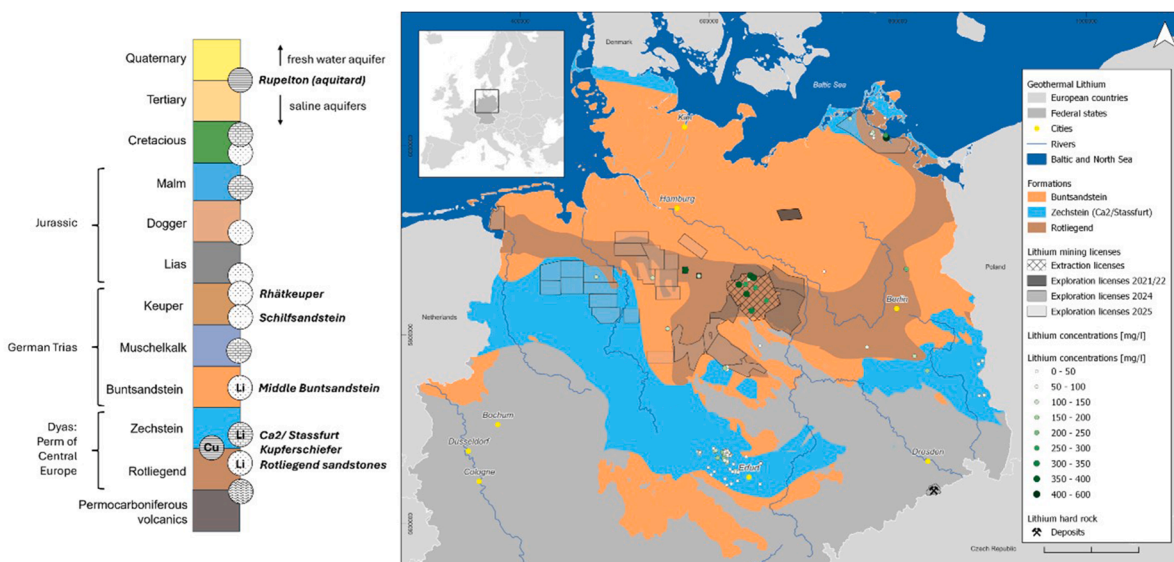 Quaternary
fresh water aquifer
Rupelton (aquitard)
Tertiary
saline aquifers
Cretacious
Malm
Jurassic
Dogger
Lias
Keuper
Rhätkeuper
Schilfsandstein
German Trias
Muschelkalk
Buntsandstein
Li
Middle Buntsandstein
Dyas:
Perm of
Central
Europe
Zechstein
Li
Ca2/ Stassfurt
Cu
Kupferschiefer
Rotliegend
Li
Rotliegend sandstones
Permocarboniferous
volcanics
Denmark
Baltic Sea
Kiel
Hamburg
Poland
Berlin
Netherlands
Bochum
Düsseldorf
Cologne
Erfurt
Dresden
Czech Republic
Geothermal Lithium
European countries
Federal states
Cities
Rivers
Baltic and North Sea
Formations
Buntsandstein
Zechstein (Ca2/Stassfurt)
Rotliegend
Lithium mining licenses
Extraction licenses
Exploration licenses 2021/22
Exploration licenses 2024
Exploration licenses 2025
Lithium concentrations [mg/l]
Lithium concentrations [mg/l]
0 - 50
50 - 100
100 - 150
150 - 200
200 - 250
250 - 300
300 - 350
350 - 400
400 - 600
Lithium hard rock
Deposits